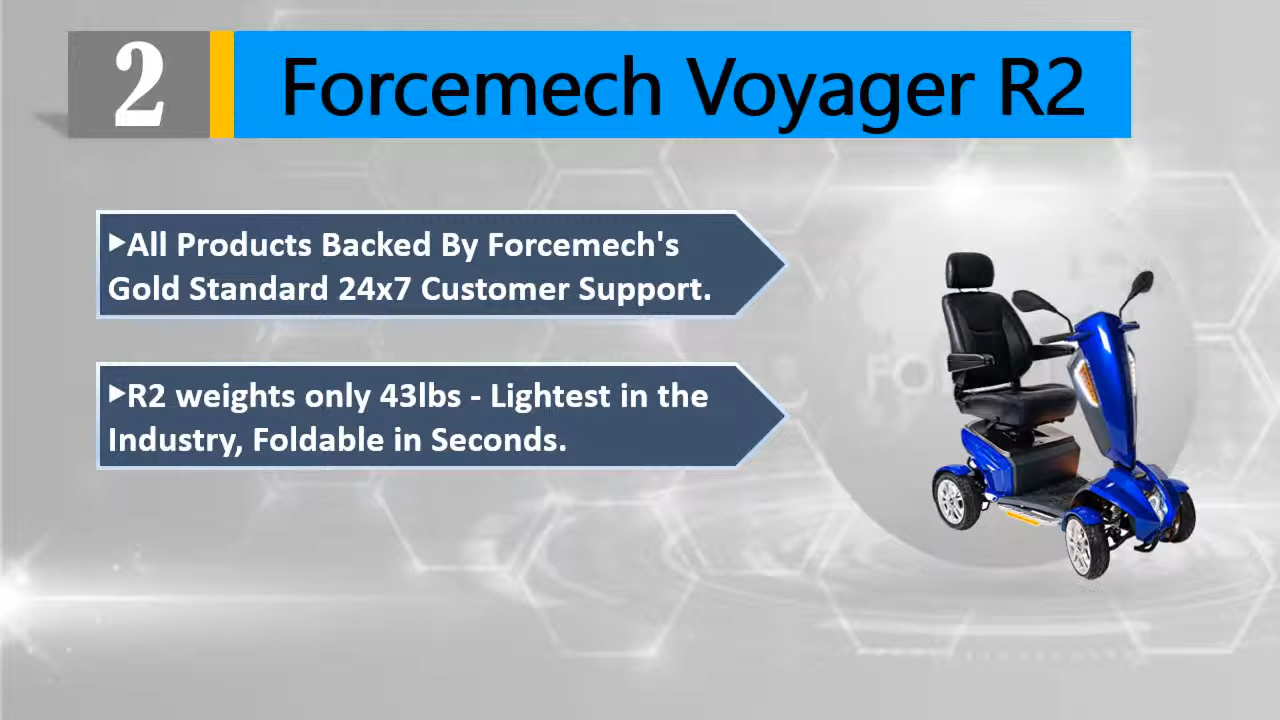 2
Forcemech Voyager R2
▶All Products Backed By Forcemech's
Gold Standard 24x7 Customer Support.
▶R2 weights only 43lbs - Lightest in the
Industry, Foldable in Seconds.